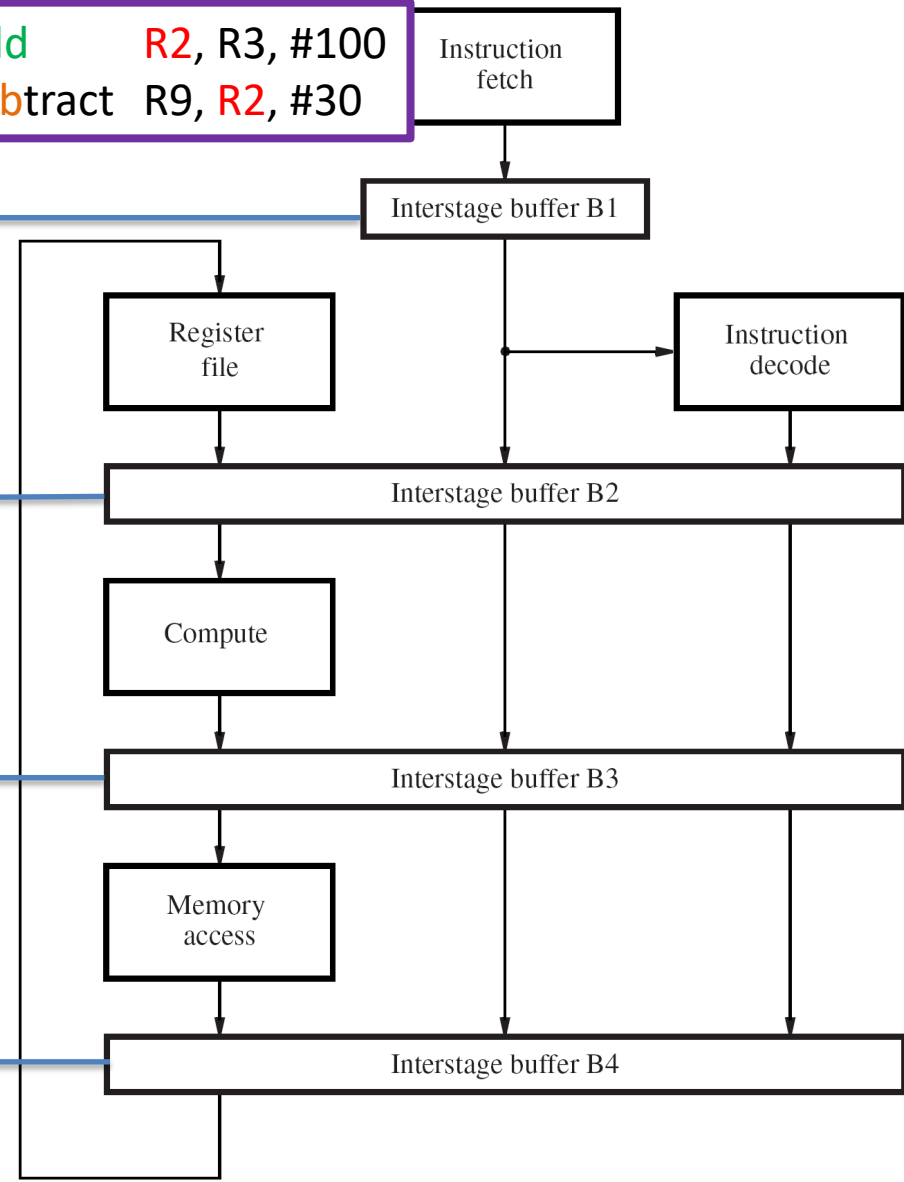 ld R2, R3, #100
btract R9, R2, #30
Instruction
fetch
Interstage buffer B1
Register
file
Instruction
decode
Interstage buffer B2
Compute
Interstage buffer B3
Memory
access
Interstage buffer B4